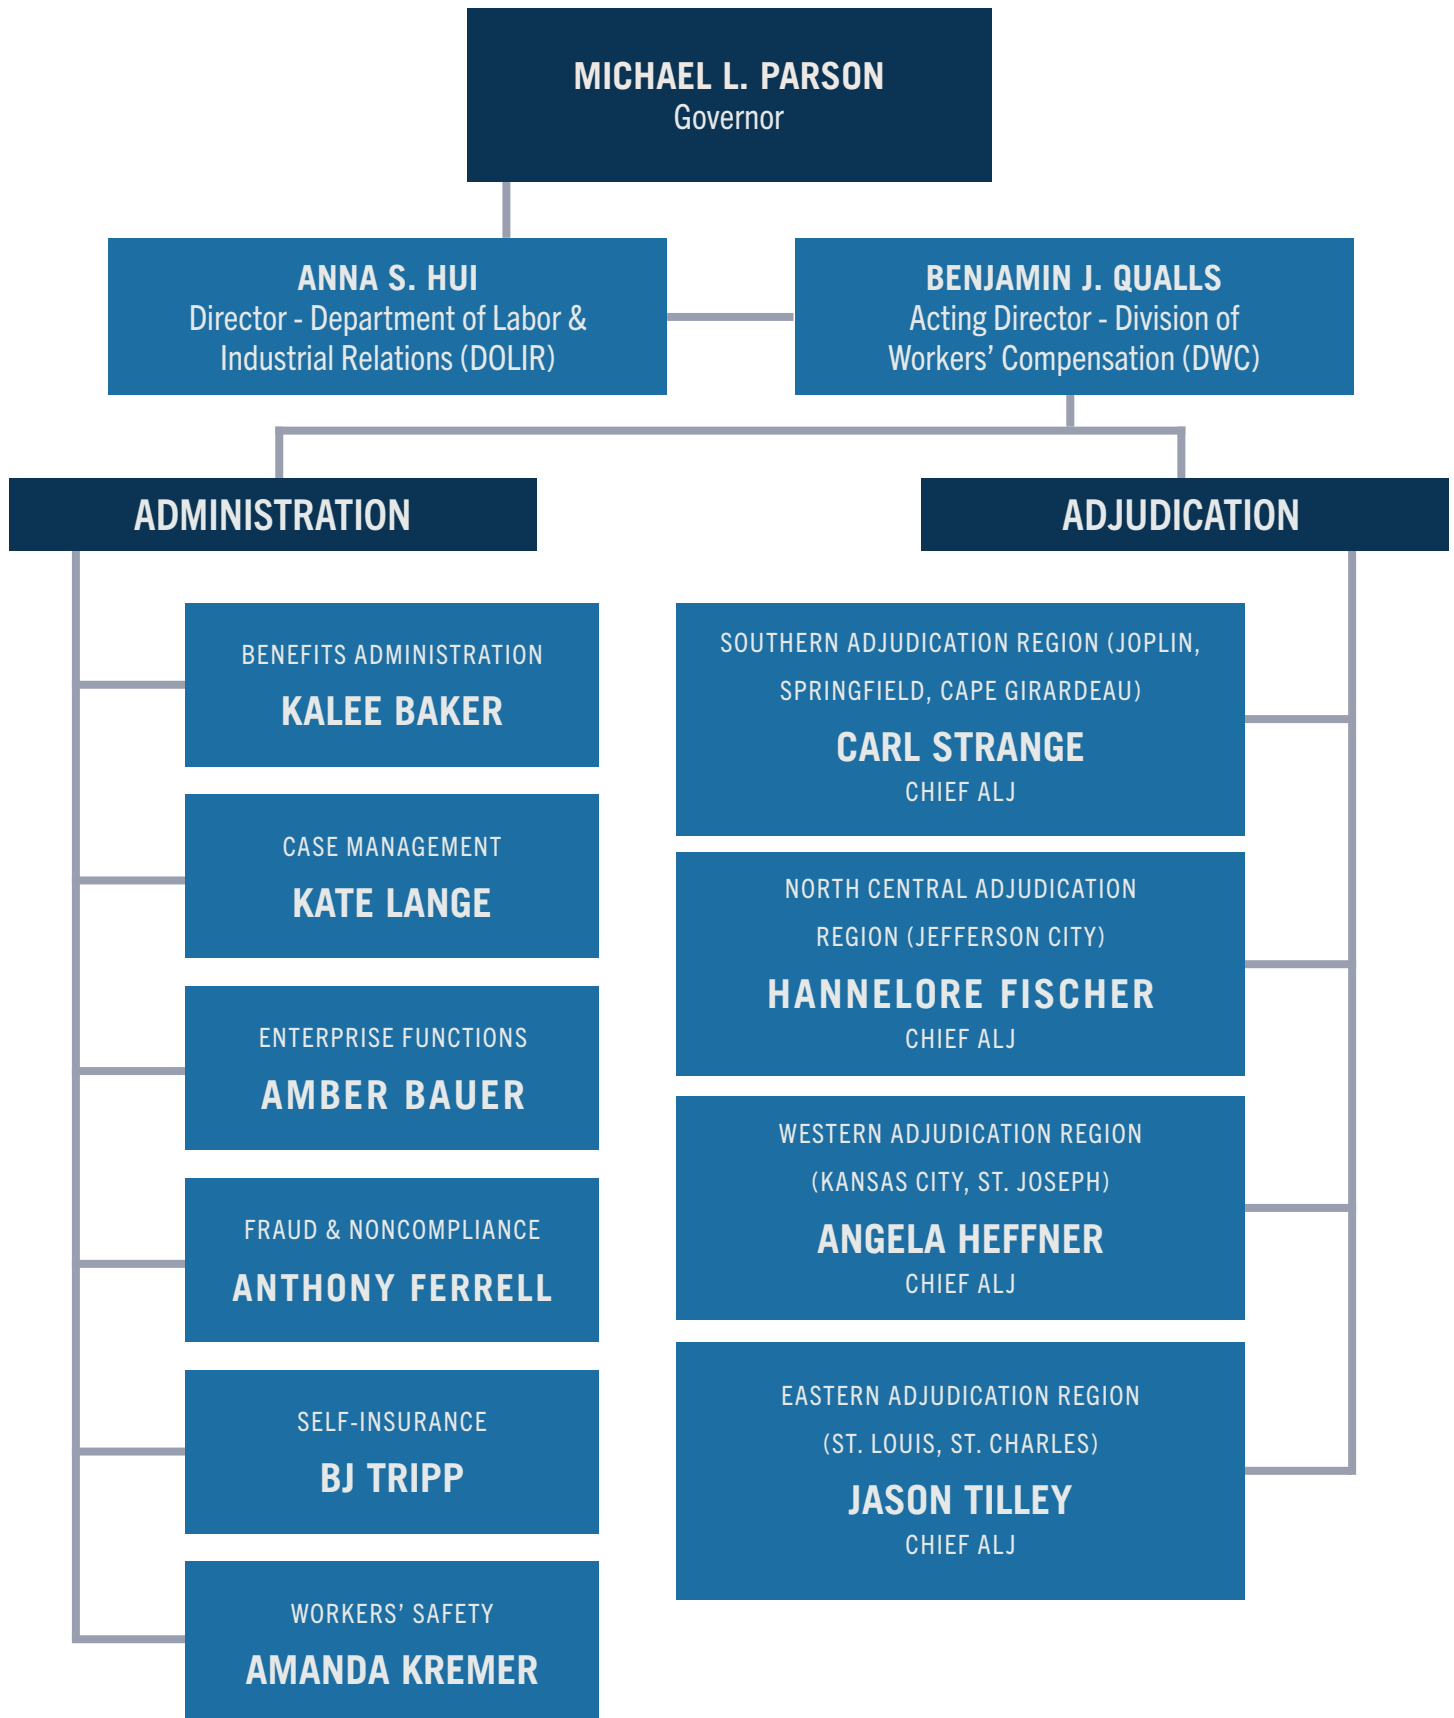 MICHAEL L. PARSON
Governor
ANNA S. HUI
Director - Department of Labor &
Industrial Relations (DOLIR)
BENJAMIN J. QUALLS
Acting Director - Division of
Workers’ Compensation (DWC)
ADMINISTRATION
BENEFITS ADMINISTRATION
KALEE BAKER
CASE MANAGEMENT
KATE LANGE
ENTERPRISE FUNCTIONS
AMBER BAUER
FRAUD & NONCOMPLIANCE
ANTHONY FERRELL
SELF-INSURANCE
BJ TRIPP
WORKERS’ SAFETY
AMANDA KREMER
ADJUDICATION
SOUTHERN ADJUDICATION REGION (JOPLIN,
SPRINGFIELD, CAPE GIRARDEAU)
CARL STRANGE
CHIEF ALJ
NORTH CENTRAL ADJUDICATION
REGION (JEFFERSON CITY)
HANNELORE FISCHER
CHIEF ALJ
WESTERN ADJUDICATION REGION
(KANSAS CITY, ST. JOSEPH)
ANGELA HEFFNER
CHIEF ALJ
EASTERN ADJUDICATION REGION
(ST. LOUIS, ST. CHARLES)
JASON TILLEY
CHIEF ALJ